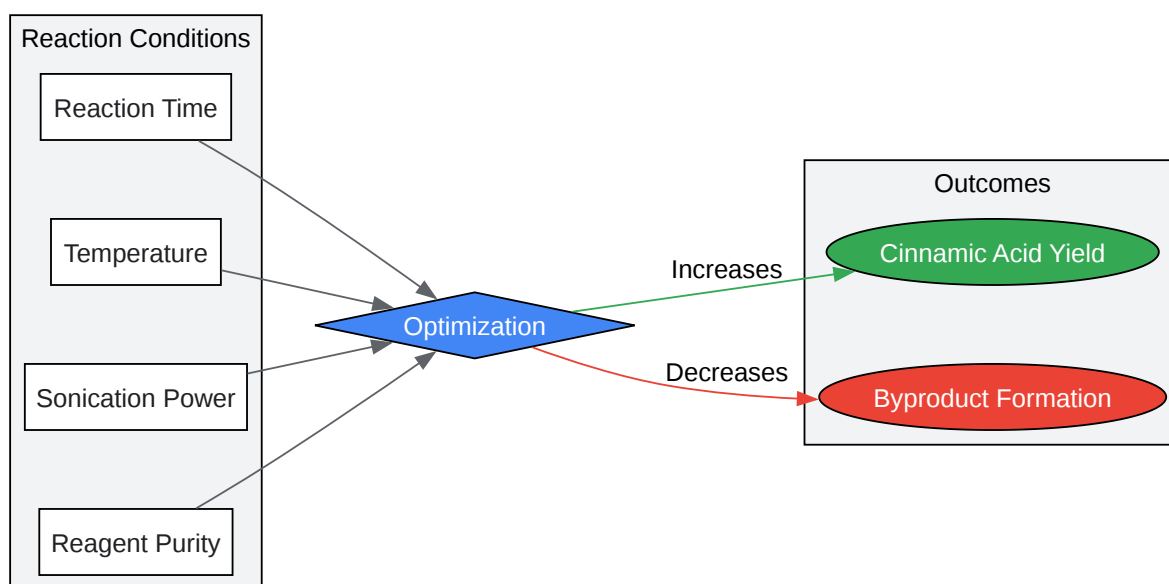 Reaction Conditions
Reaction Time
Temperature
Sonication Power
Reagent Purity
Optimization
Increases
Decreases
Outcomes
Cinnamic Acid Yield
Byproduct Formation